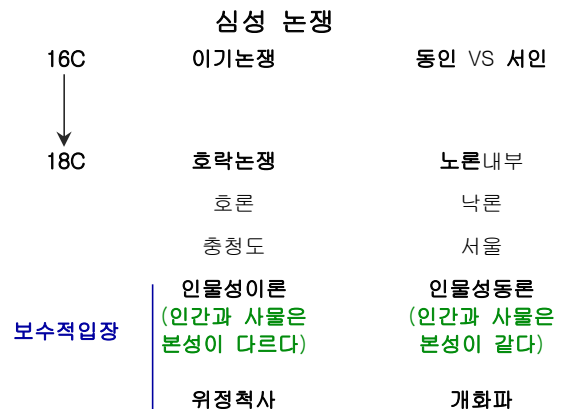 심성 논쟁
16C 이기논쟁 동인 VS 서인
18C 호락논쟁 노론내부
호론 낙론
충청도 서울
인물성이론 인물성동론
(인간과 사물은 (인간과 사물은
보수적입장 본성이 다르다) 본성이 같다)
위정척사 개화파